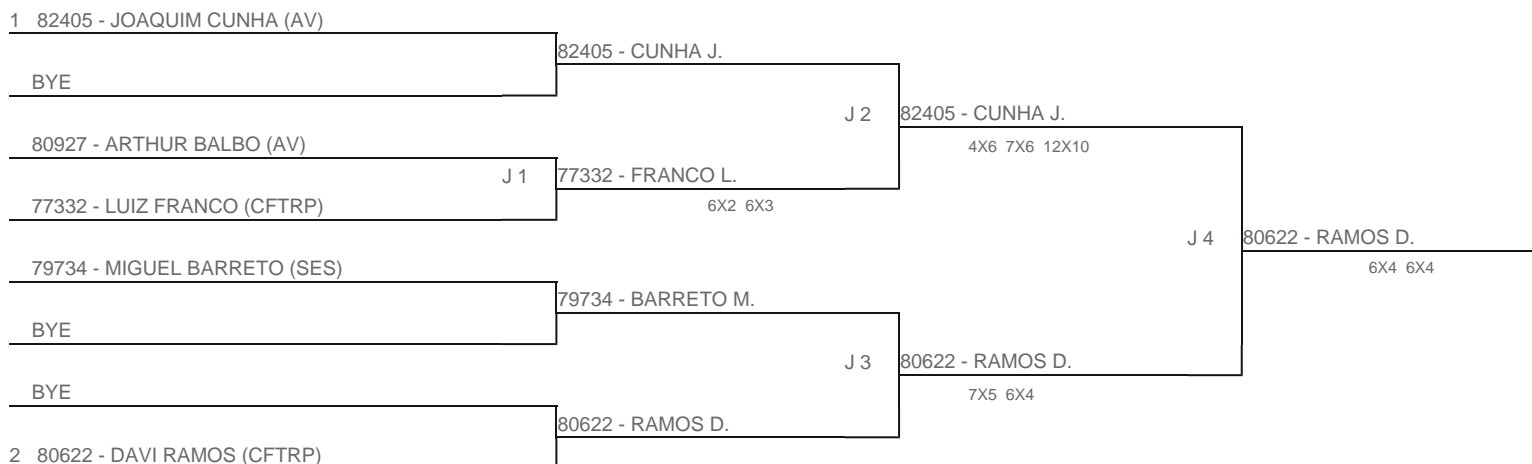 1 82405 - JOAQUIM CUNHA (AV)
82405 - CUNHA J.
BYE
J 2
82405 - CUNHA J.
4X6 7X6 12X10
80927 - ARTHUR BALBO (AV)
J 1
77332 - FRANCO L.
6X2 6X3
77332 - LUIZ FRANCO (CFTRP)
J 4
80622 - RAMOS D.
6X4 6X4
79734 - MIGUEL BARRETO (SES)
79734 - BARRETO M.
BYE
J 3
80622 - RAMOS D.
7X5 6X4
BYE
80622 - RAMOS D.
2 80622 - DAVI RAMOS (CFTRP)